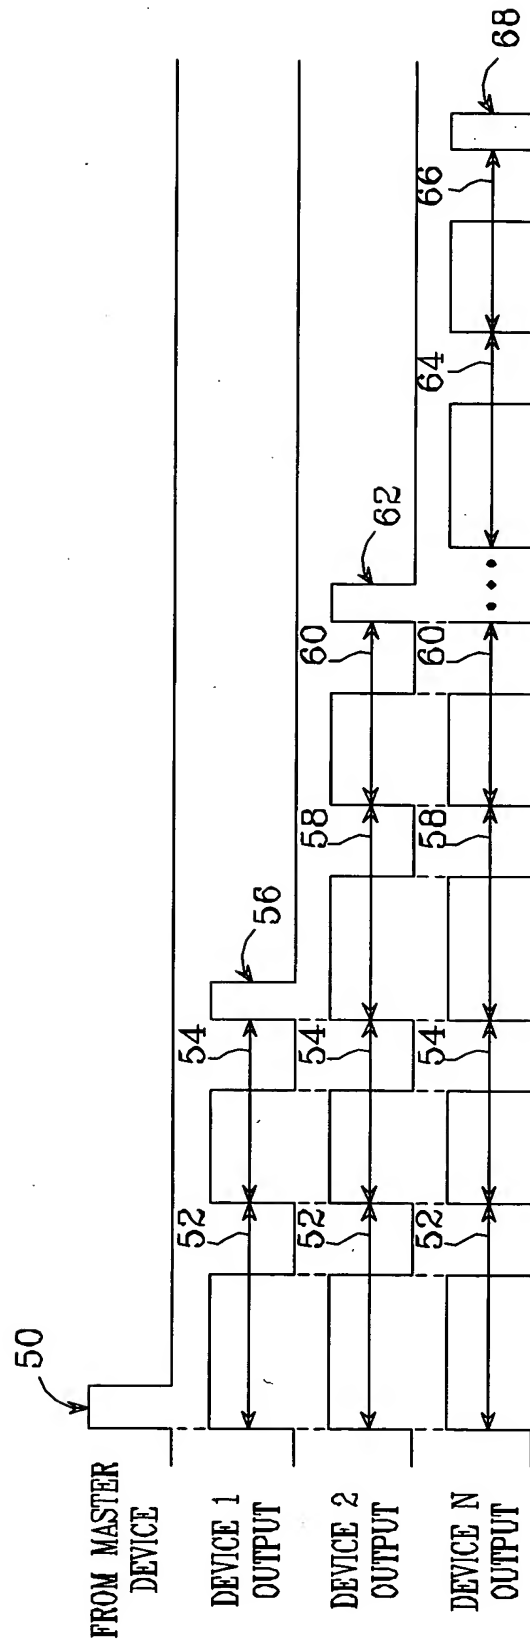 50
FROM MASTER
DEVICE
52
54
56
DEVICE 1
OUTPUT
52
54
58
60
62
DEVICE 2
OUTPUT
52
54
58
60
64
66
68
DEVICE N
OUTPUT